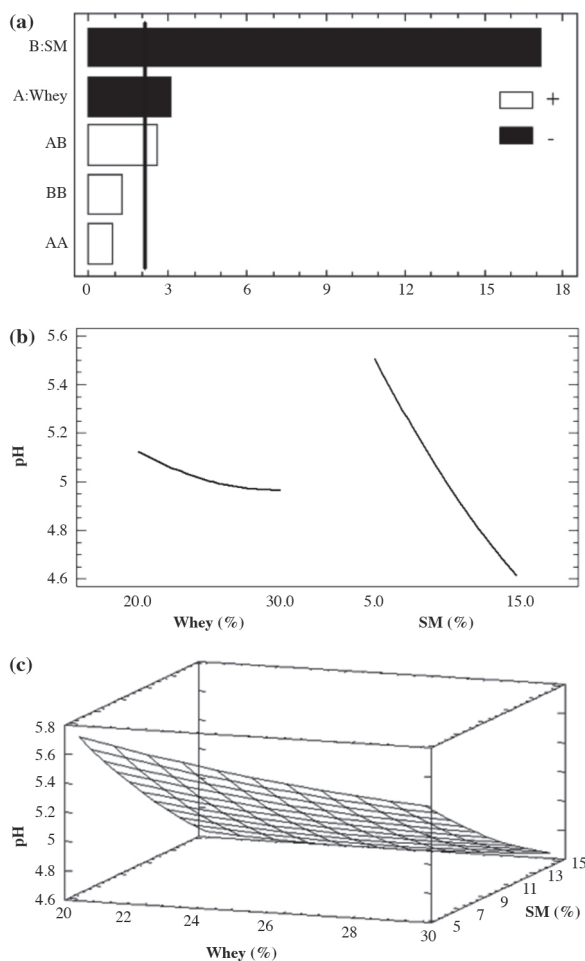 (a)
B:SM
A:Whey
AB
BB
AA
+
-
0 3 6 9 12 15 18
(b)
5.6
5.4
5.2
5
4.8
4.6
pH
20.0 30.0 5.0 15.0
Whey (%) SM (%)
(c)
5.8
5.6
5.4
5.2
5
4.8
4.6
pH
20 22 24 26 28 30
Whey (%)
5 7 9 11 13 15
SM (%)